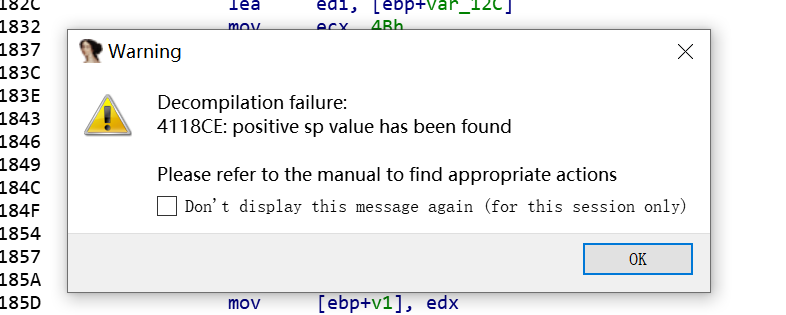 182C lea edi, [ebp+var_12C]
1832 mov ecx, 4Bh
1837 Warning
183C
183E Decompilation failure:
1843 4118CE: positive sp value has been found
1846
1849 Please refer to the manual to find appropriate actions
184C
184F Don't display this message again (for this session only)
1854
1857 OK
185A
185D mov [ebp+v1], edx